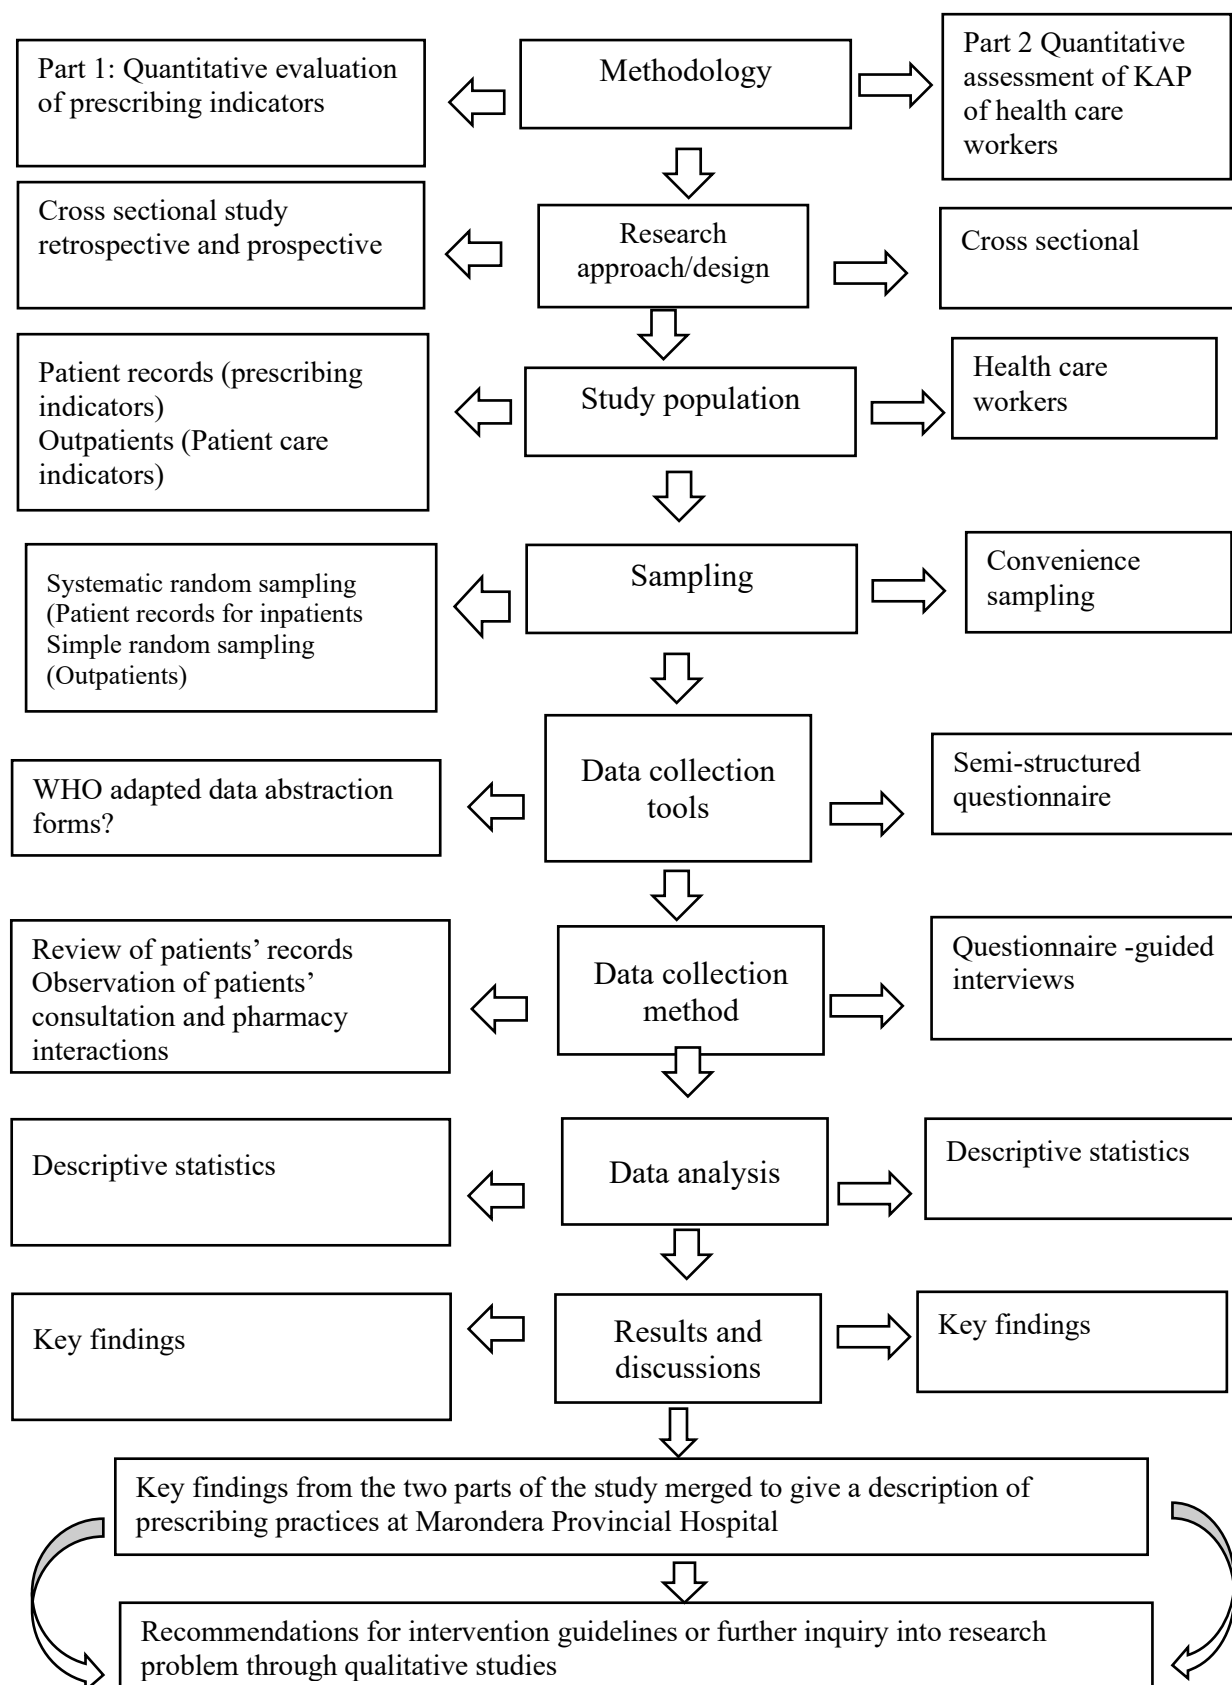 Part 1: Quantitative evaluation
of prescribing indicators
Methodology
Part 2 Quantitative
assessment of KAP
of health care
workers
Cross sectional study
retrospective and prospective
Research
approach/design
Cross sectional
Patient records (prescribing
indicators)
Outpatients (Patient care
indicators)
Study population
Health care
workers
Systematic random sampling
(Patient records for inpatients
Simple random sampling
(Outpatients)
Sampling
Convenience
sampling
WHO adapted data abstraction
forms?
Data collection
tools
Semi-structured
questionnaire
Review of patients’ records
Observation of patients’
consultation and pharmacy
interactions
Data collection
method
Questionnaire -guided
interviews
Descriptive statistics
Data analysis
Descriptive statistics
Key findings
Results and
discussions
Key findings
Key findings from the two parts of the study merged to give a description of
prescribing practices at Marondera Provincial Hospital
Recommendations for intervention guidelines or further inquiry into research
problem through qualitative studies